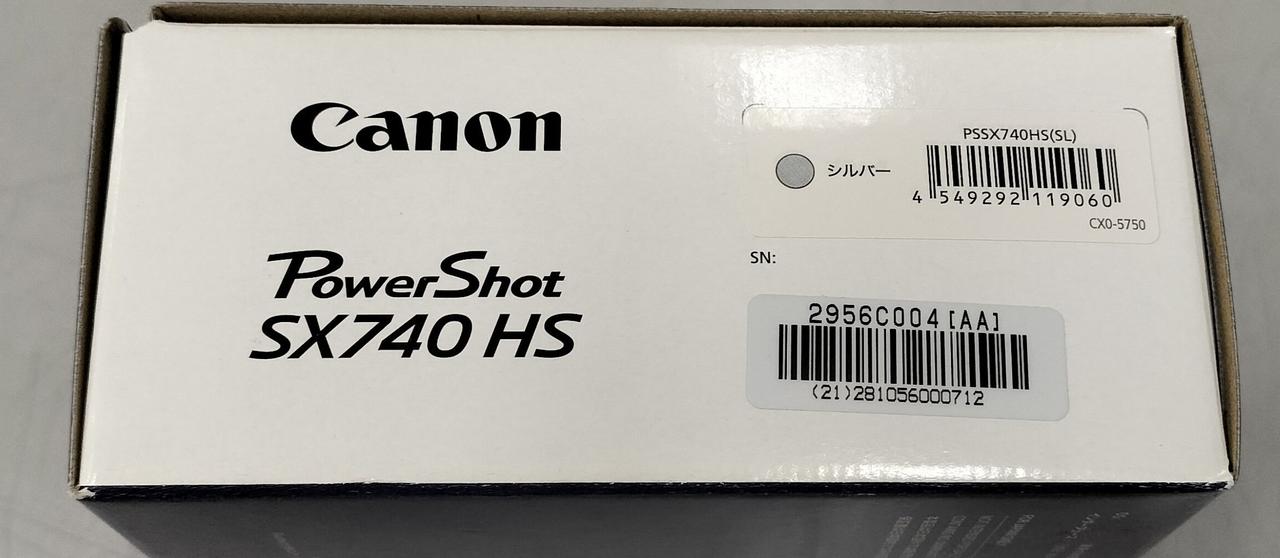 Canon
PowerShot
SX740 HS
PSSX740HS(SL)
シルバー
4 549292 119060
CX0-5750
SN:
2956C004[AA]
(21)281056000712